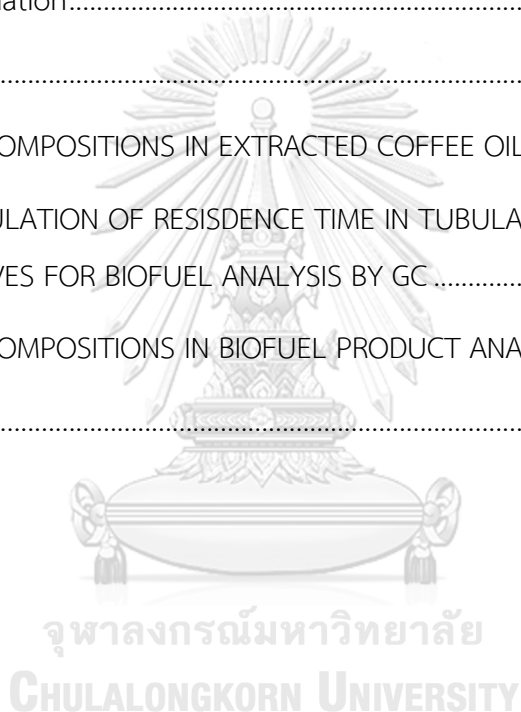 ation................................................................
................................................................
OMPOSITIONS IN EXTRACTED COFFEE OIL
ULATION OF RESISDENCE TIME IN TUBULA
VES FOR BIOFUEL ANALYSIS BY GC................
OMPOSITIONS IN BIOFUEL PRODUCT ANA
................................................................
จุฬาลงกรณ์มหาวิทยาลัย
CHULALONGKORN UNIVERSITY